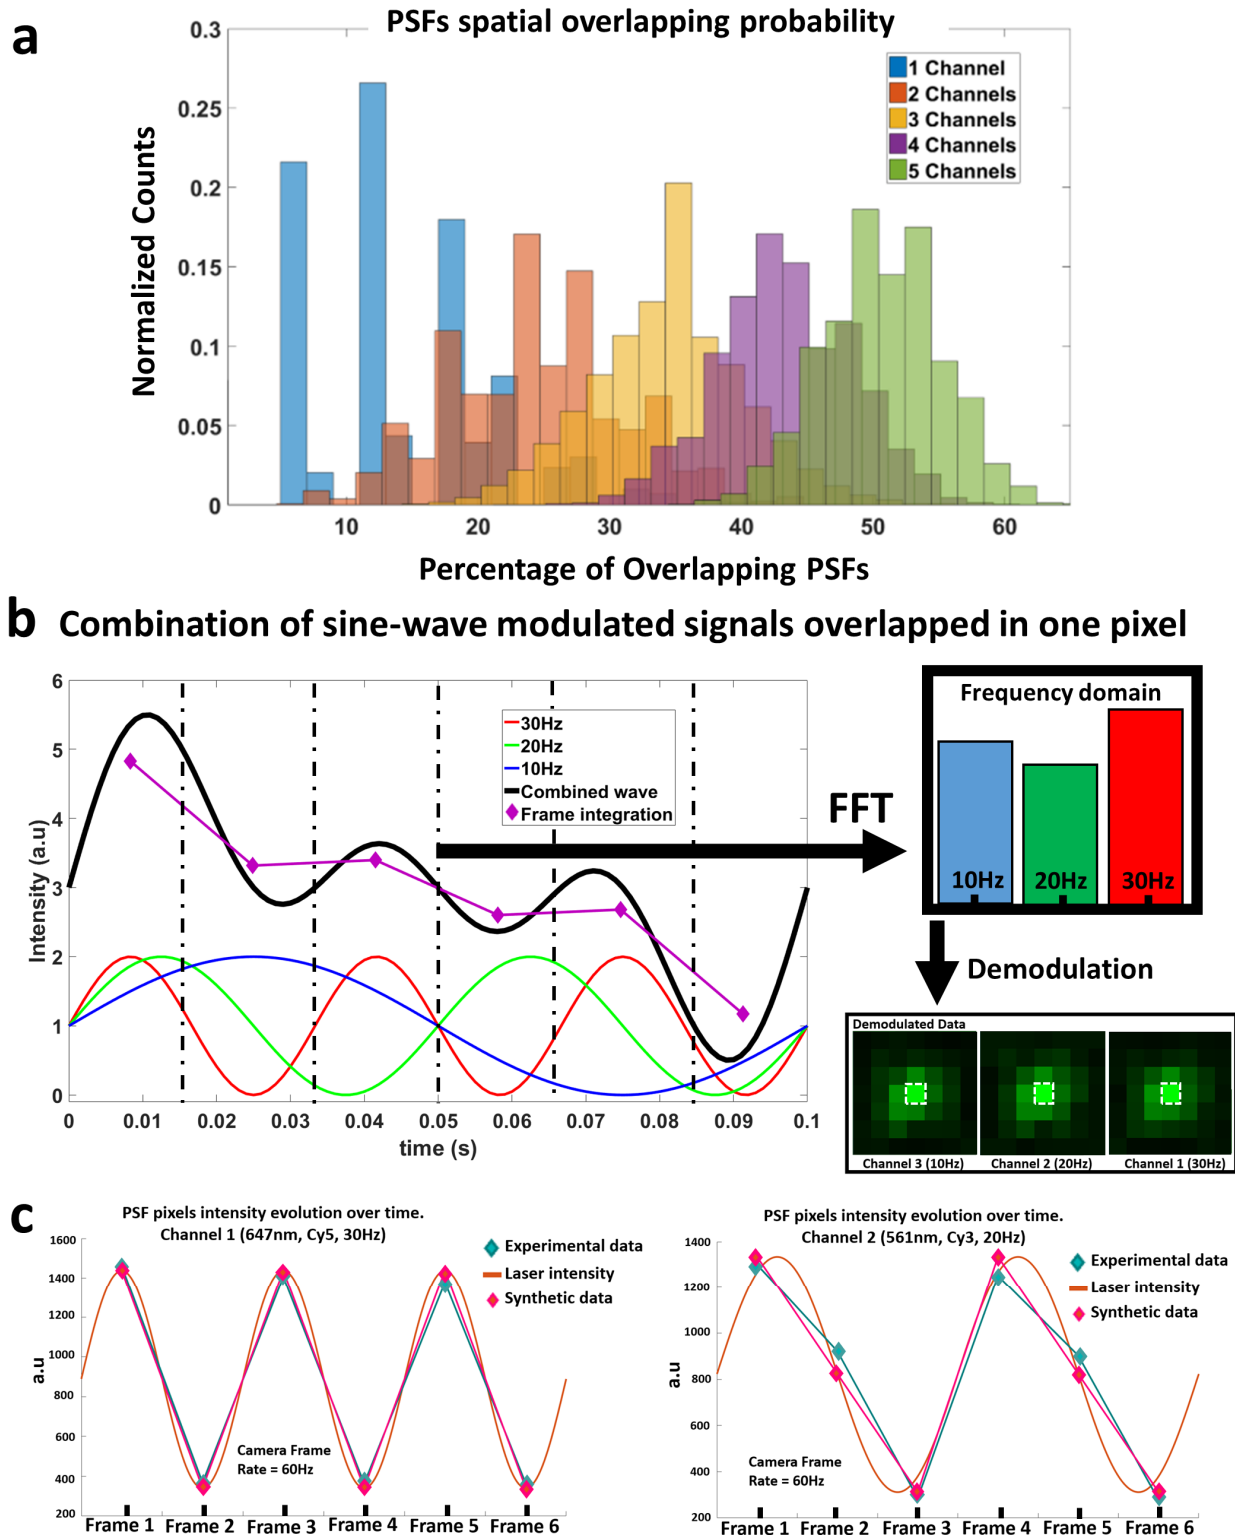 a
PSFs spatial overlapping probability
0.3
0.25
0.2
0.15
0.1
0.05
0
Normalized Counts
1 Channel
2 Channels
3 Channels
4 Channels
5 Channels
10 20 30 40 50 60
Percentage of Overlapping PSFs
b Combination of sine-wave modulated signals overlapped in one pixel
6
5
4
3
2
1
0
Intensity (a.u)
30Hz
20Hz
10Hz
Combined wave
Frame integration
0 0.01 0.02 0.03 0.04 0.05 0.06 0.07 0.08 0.09 0.1
time (s)
FFT
Frequency domain
10Hz 20Hz 30Hz
Demodulation
Demodulated Data
Channel 3 (10Hz) Channel 2 (20Hz) Channel 1 (30Hz)
c
PSF pixels intensity evolution over time.
Channel 1 (647nm, Cy5, 30Hz)
1600
1400
1200
1000
800
600
400
200
a.u
Experimental data
Laser intensity
Synthetic data
Camera Frame
Rate = 60Hz
Frame 1 Frame 2 Frame 3 Frame 4 Frame 5 Frame 6
PSF pixels intensity evolution over time.
Channel 2 (561nm, Cy3, 20Hz)
1400
1200
1000
800
600
400
200
a.u
Experimental data
Laser intensity
Synthetic data
Camera Frame
Rate = 60Hz
Frame 1 Frame 2 Frame 3 Frame 4 Frame 5 Frame 6